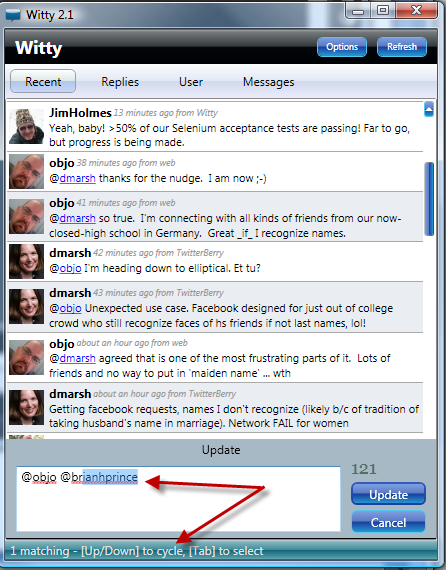 Witty 2.1
Witty
Options
Refresh
Recent
Replies
User
Messages
JimHolmes 13 minutes ago from Witty
Yeah, baby! >50% of our Selenium acceptance tests are passing! Far to go,
but progress is being made.
objo 38 minutes ago from web
@dmarsh thanks for the nudge.  I am now ;-)
objo 41 minutes ago from web
@dmarsh so true.  I'm connecting with all kinds of friends from our now-
closed-high school in Germany.  Great _if_ I recognize names.
dmarsh 42 minutes ago from TwitterBerry
@objo I'm heading down to elliptical. Et tu?
dmarsh 43 minutes ago from TwitterBerry
@objo Unexpected use case. Facebook designed for just out of college
crowd who still recognize faces of hs friends if not last names, lol!
objo about an hour ago from web
@dmarsh agreed that is one of the most frustrating parts of it.  Lots of
friends and no way to put in 'maiden name' ... wth
dmarsh about an hour ago from TwitterBerry
Getting facebook requests, names I don't recognize (likely b/c of tradition of
taking husband's name in marriage). Network FAIL for women
Update
@objo @brianhprince
121
Update
Cancel
1 matching - [Up/Down] to cycle, [Tab] to select